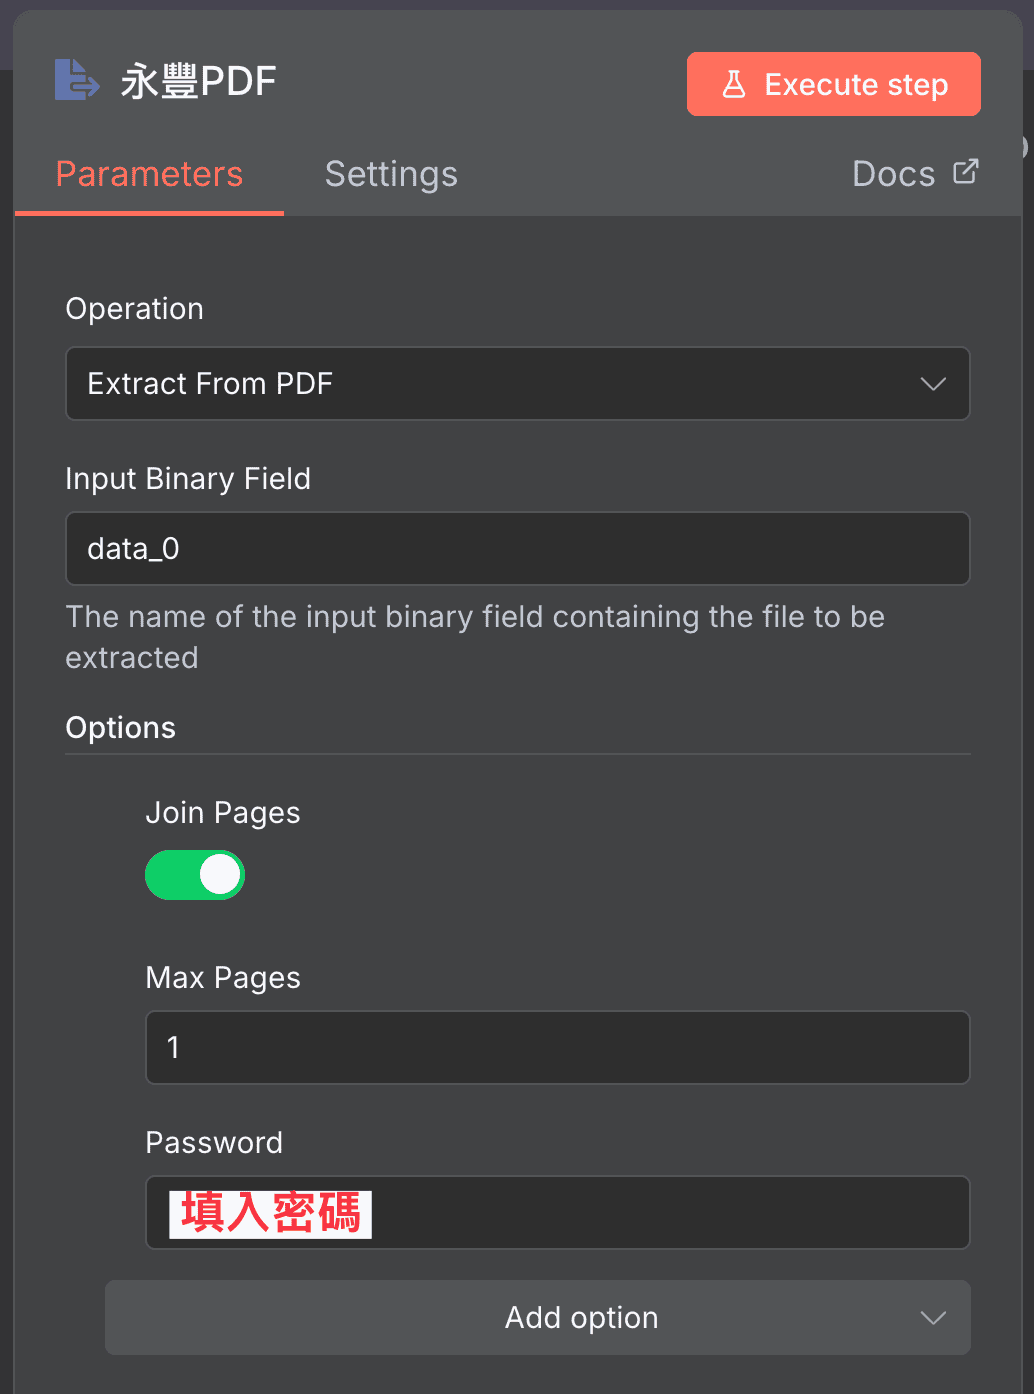 永豐PDF
Execute step
Parameters
Settings
Docs
Operation
Extract From PDF
Input Binary Field
data_0
The name of the input binary field containing the file to be
extracted
Options
Join Pages
Max Pages
1
Password
填入密碼
Add option